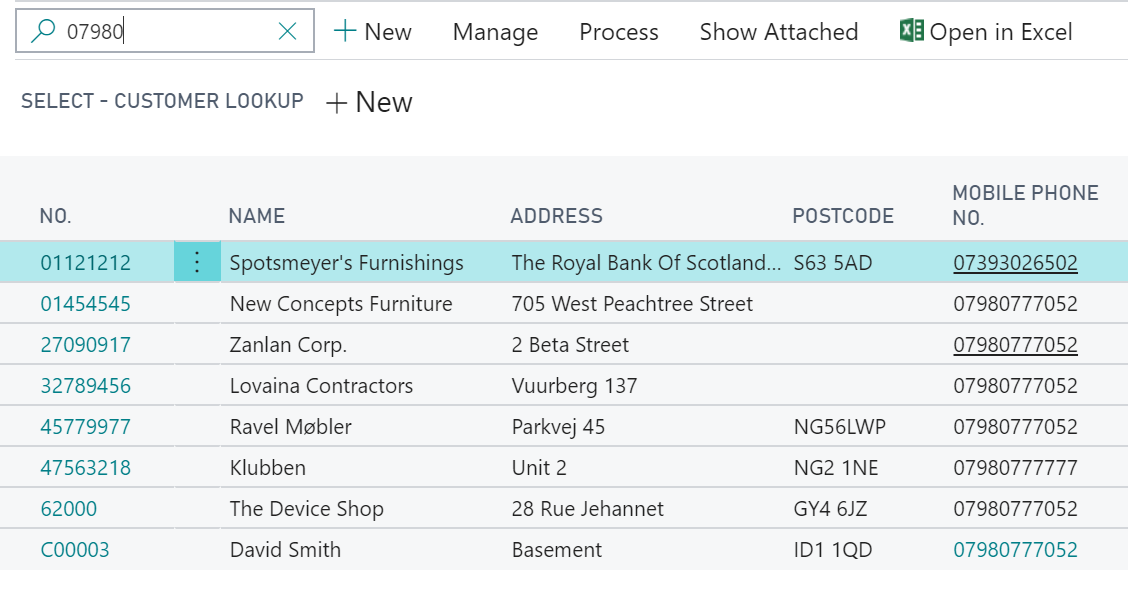 07980 New Manage Process Show Attached Open in Excel
SELECT - CUSTOMER LOOKUP New
NO. NAME ADDRESS POSTCODE MOBILE PHONE NO.
01121212 Spotsmeyer's Furnishings The Royal Bank Of Scotland... S63 5AD 07393026502
01454545 New Concepts Furniture 705 West Peachtree Street 07980777052
27090917 Zanlan Corp. 2 Beta Street 07980777052
32789456 Lovaina Contractors Vuurberg 137 07980777052
45779977 Ravel Møbler Parkvej 45 NG56LWP 07980777052
47563218 Klubben Unit 2 NG2 1NE 07980777777
62000 The Device Shop 28 Rue Jehannet GY4 6JZ 07980777052
C00003 David Smith Basement ID1 1QD 07980777052